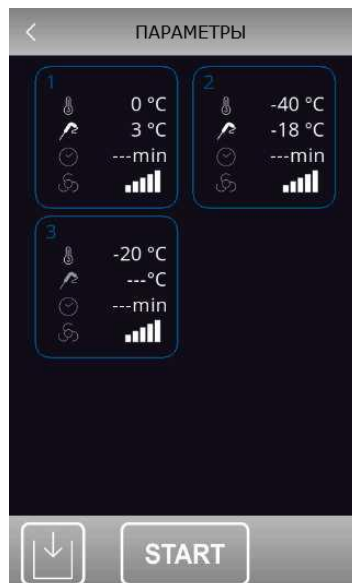 ПАРАМЕТРЫ
1
0 °C
3 °C
---min
2
-40 °C
-18 °C
---min
3
-20 °C
---°C
---min
START